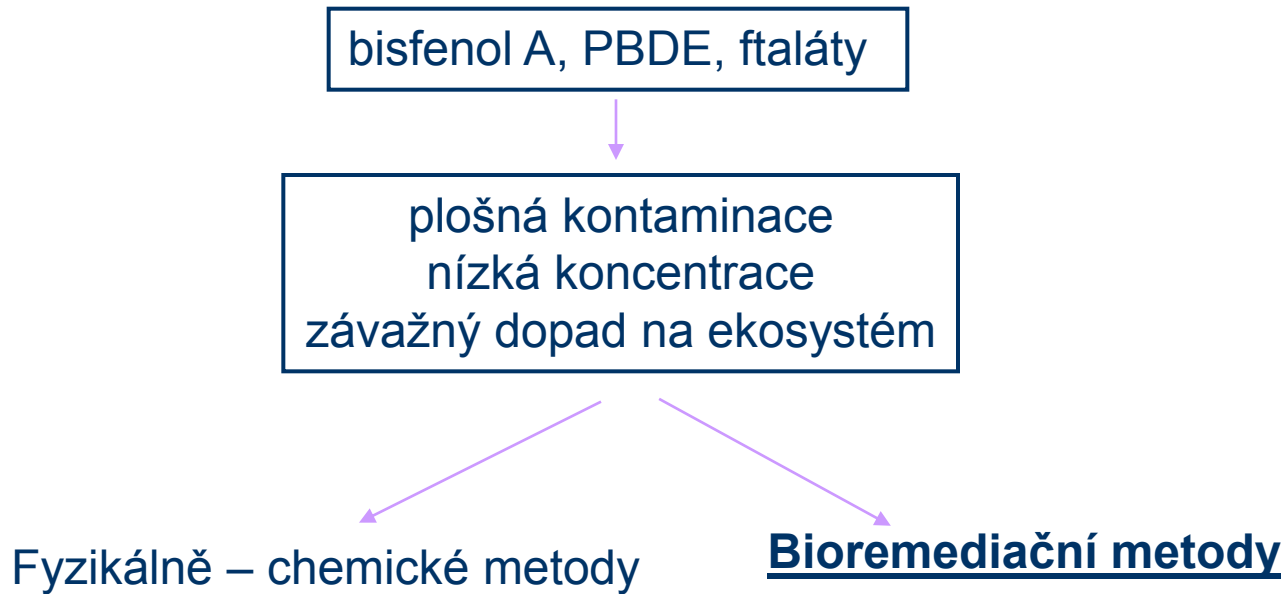 bisfenol A, PBDE, ftaláty
plošná kontaminace
nízká koncentrace
závažný dopad na ekosystém
Fyzikálně – chemické metody
Bioremediační metody